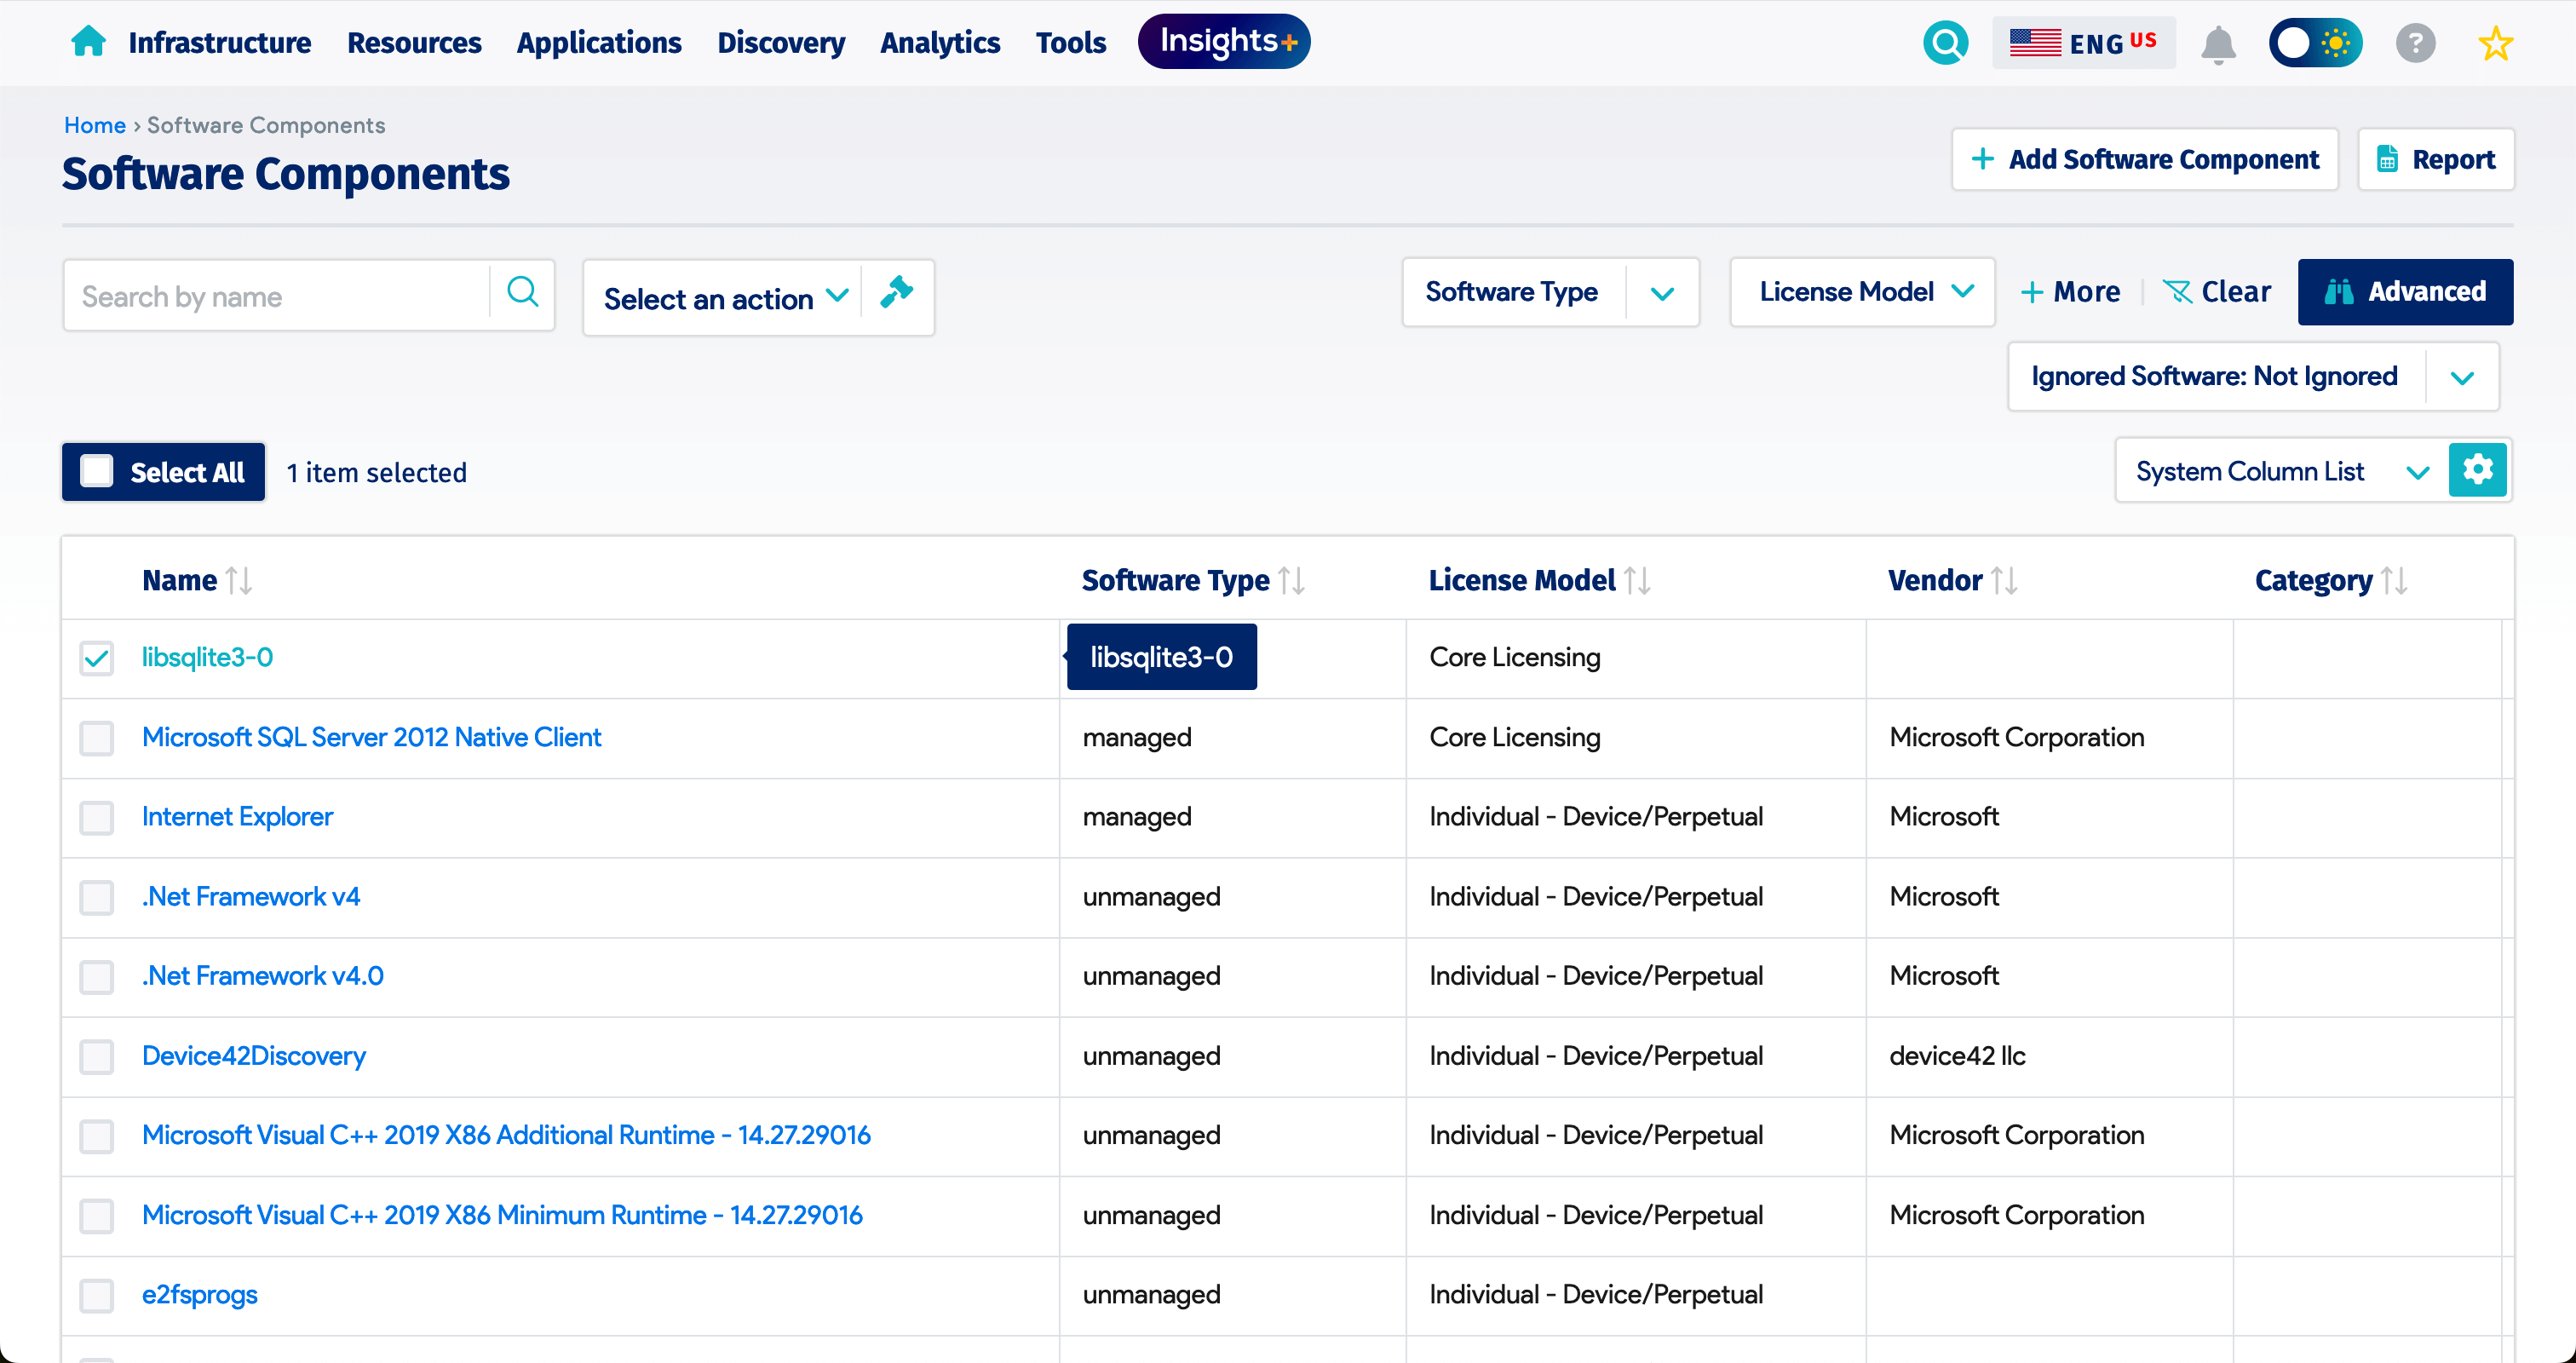 Infrastructure Resources Applications Discovery Analytics Tools Insights+ ENG US ?
Home › Software Components
Software Components
+ Add Software Component Report
Search by name Select an action Software Type License Model + More Clear Advanced
Ignored Software: Not Ignored
Select All 1 item selected System Column List
Name Software Type License Model Vendor Category
libsqlite3-0 libsqlite3-0 Core Licensing
Microsoft SQL Server 2012 Native Client managed Core Licensing Microsoft Corporation
Internet Explorer managed Individual - Device/Perpetual Microsoft
.Net Framework v4 unmanaged Individual - Device/Perpetual Microsoft
.Net Framework v4.0 unmanaged Individual - Device/Perpetual Microsoft
Device42Discovery unmanaged Individual - Device/Perpetual device42 llc
Microsoft Visual C++ 2019 X86 Additional Runtime - 14.27.29016 unmanaged Individual - Device/Perpetual Microsoft Corporation
Microsoft Visual C++ 2019 X86 Minimum Runtime - 14.27.29016 unmanaged Individual - Device/Perpetual Microsoft Corporation
e2fsprogs unmanaged Individual - Device/Perpetual